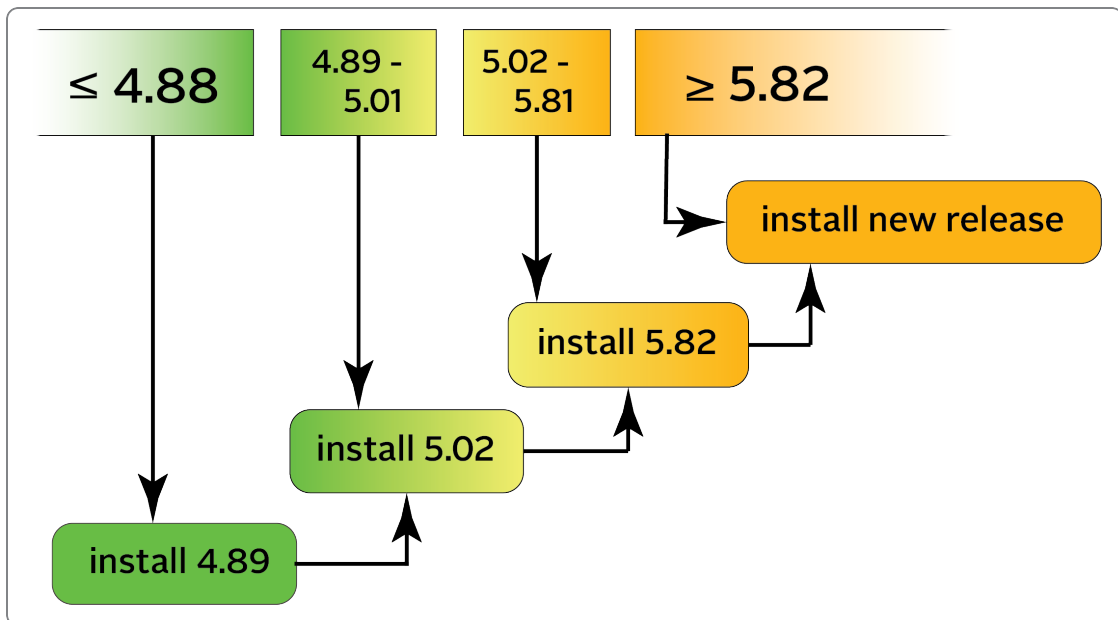 ≤ 4.88
4.89 -
5.01
5.02 -
5.81
≥ 5.82
install new release
install 5.82
install 5.02
install 4.89